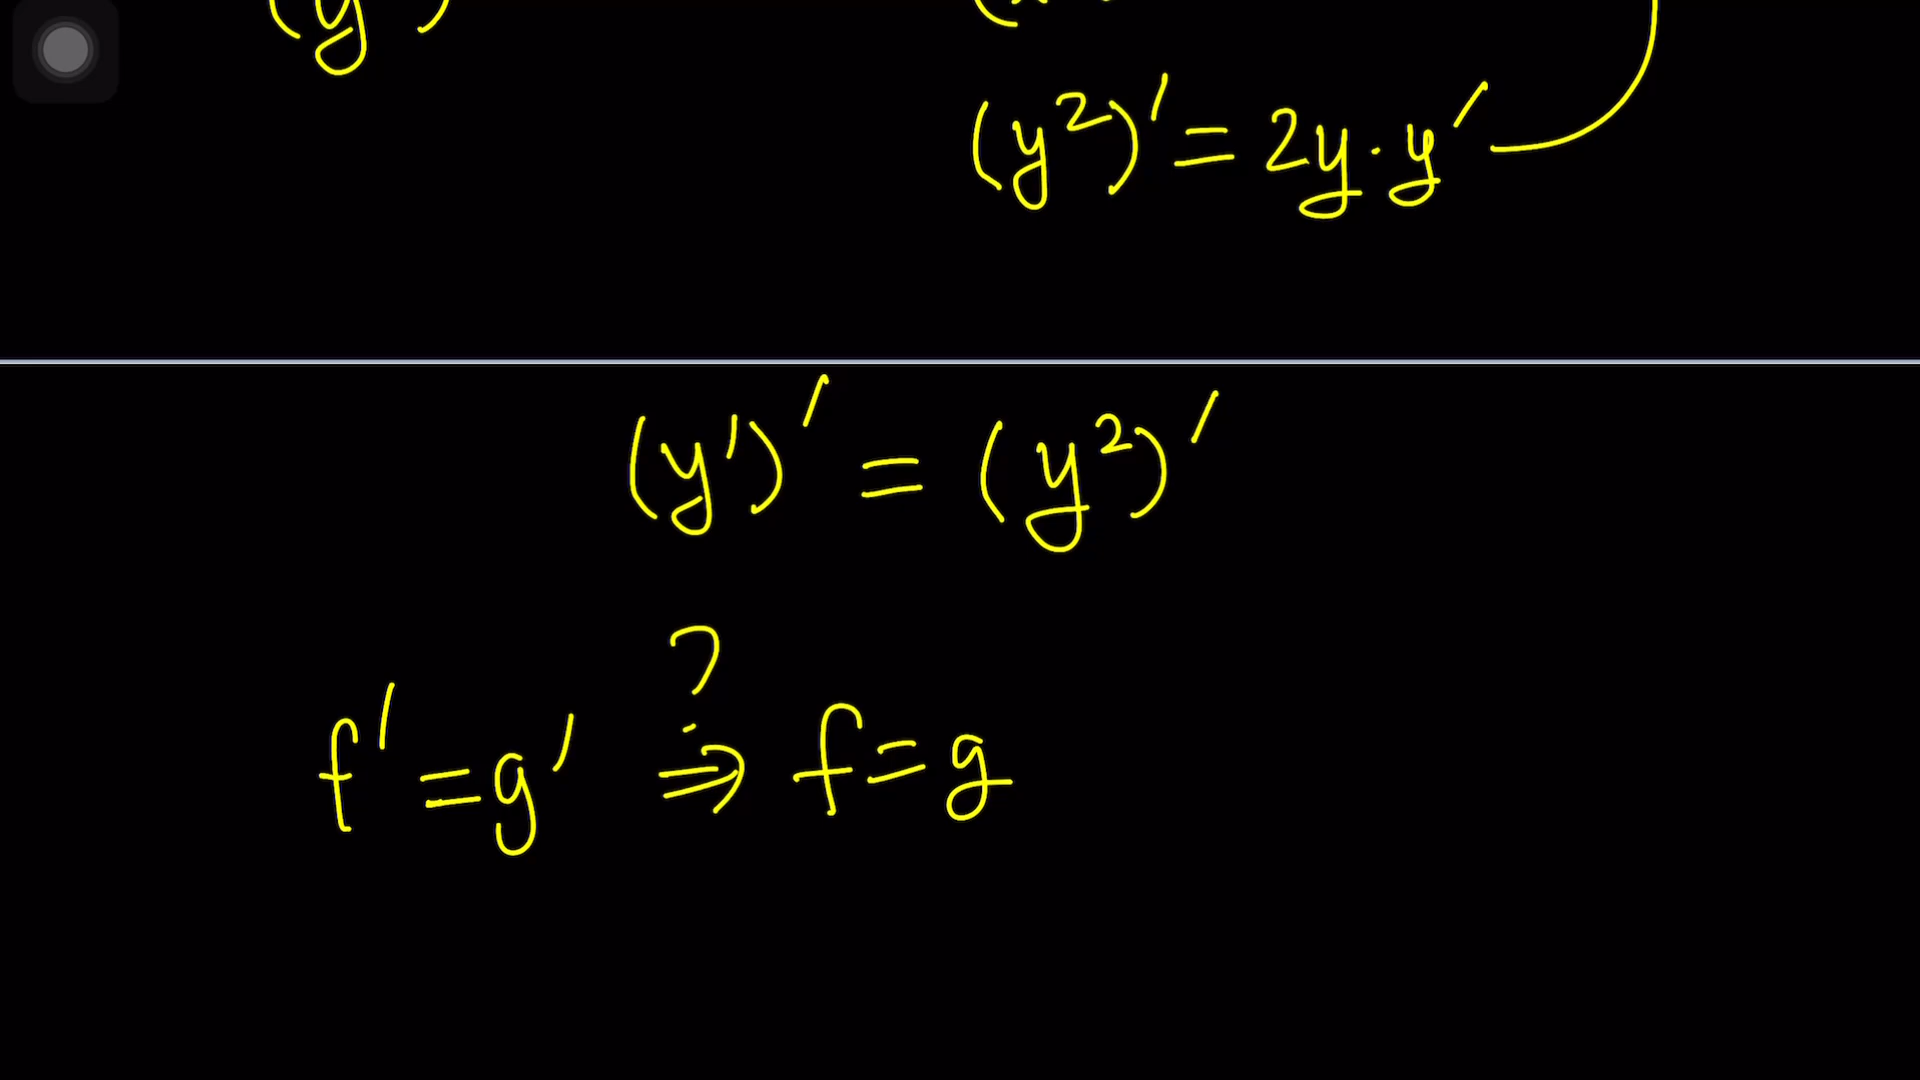 (y
(y²)′ = 2y · y′
(y′)′ = (y²)′
?
f′ = g′ ⇒ f = g